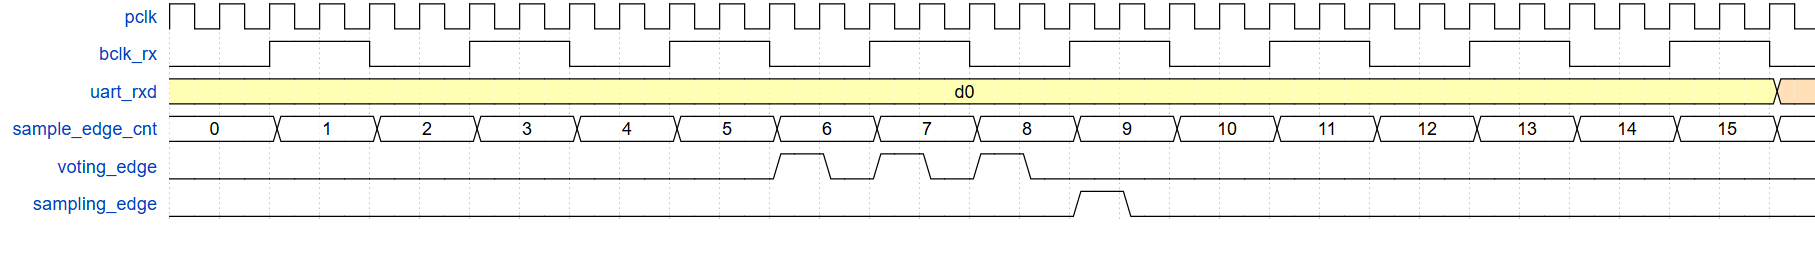 pclk
bclk_rx
uart_rxd d0
sample_edge_cnt 0 1 2 3 4 5 6 7 8 9 10 11 12 13 14 15
voting_edge
sampling_edge